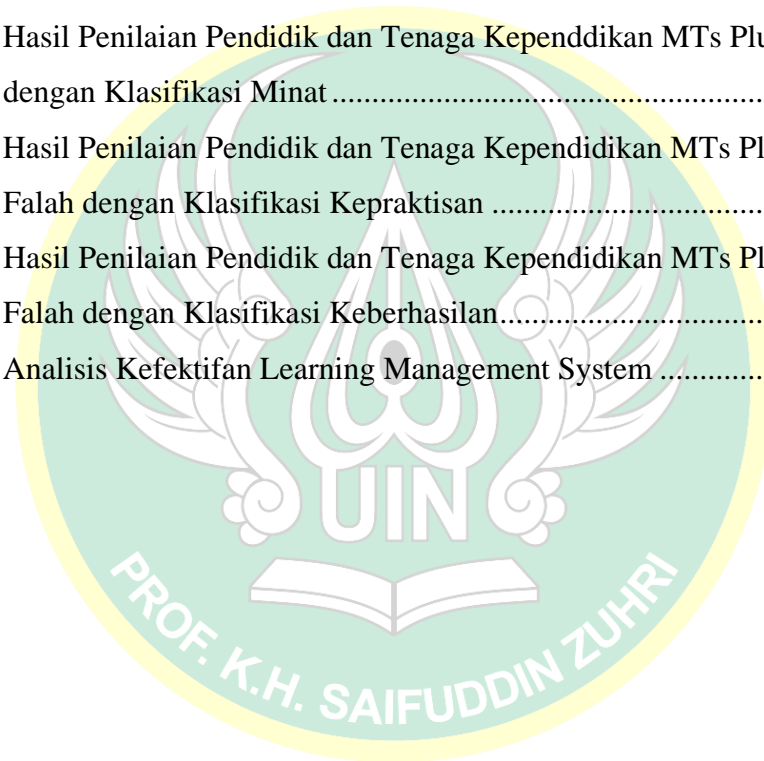 Hasil Penilaian Pendidik dan Tenaga Kependdikan MTs Plu
dengan Klasifikasi Minat ......................................................
Hasil Penilaian Pendidik dan Tenaga Kependidikan MTs Pl
Falah dengan Klasifikasi Kepraktisan ..................................
Hasil Penilaian Pendidik dan Tenaga Kependidikan MTs Pl
Falah dengan Klasifikasi Keberhasilan.................................
Analisis Kefektifan Learning Management System .............
UIN
PROF. K.H. SAIFUDDIN ZUHRI